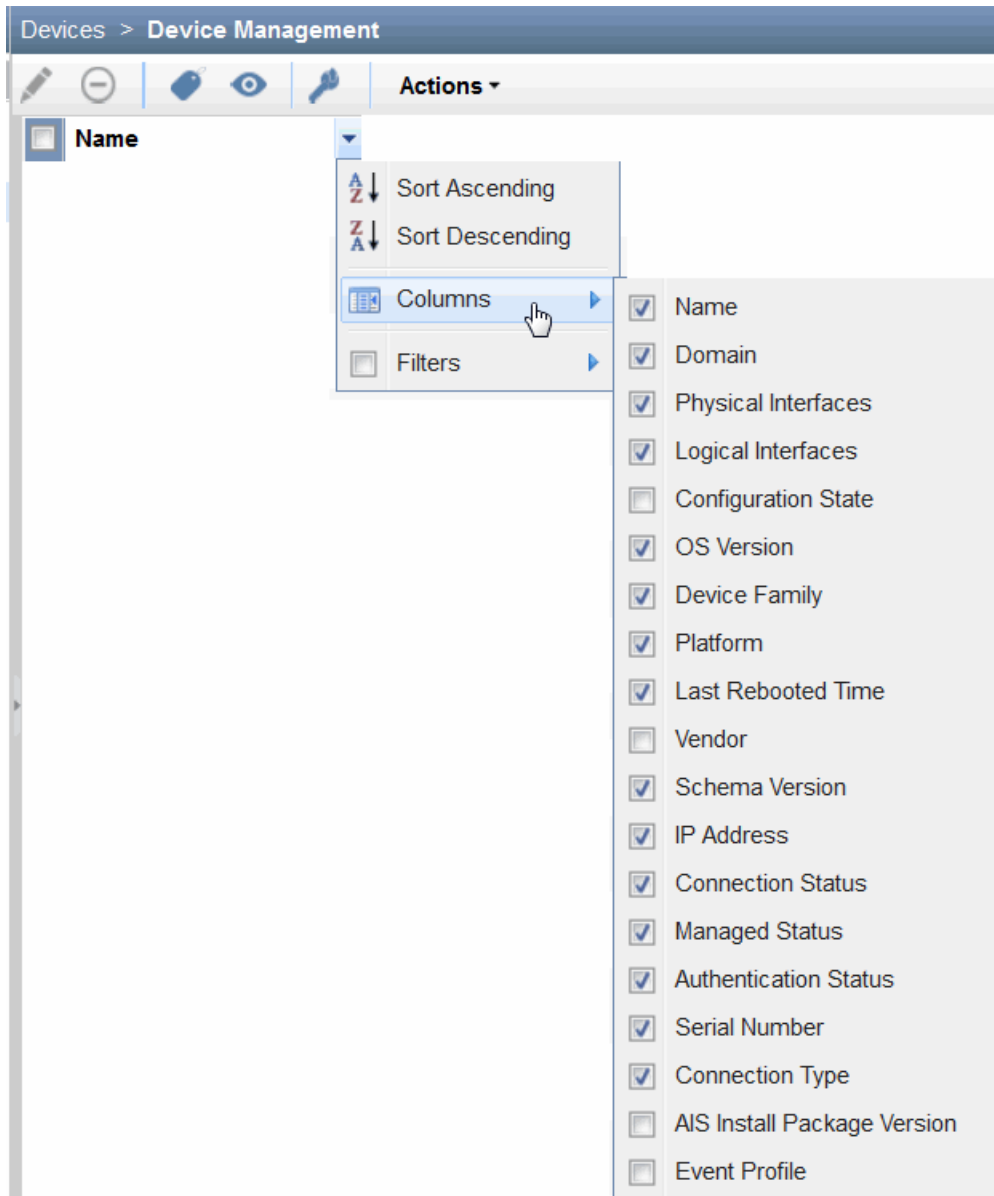 Devices > Device Management
Actions
Name
Sort Ascending
Sort Descending
Columns
Filters
Name
Domain
Physical Interfaces
Logical Interfaces
Configuration State
OS Version
Device Family
Platform
Last Rebooted Time
Vendor
Schema Version
IP Address
Connection Status
Managed Status
Authentication Status
Serial Number
Connection Type
AIS Install Package Version
Event Profile